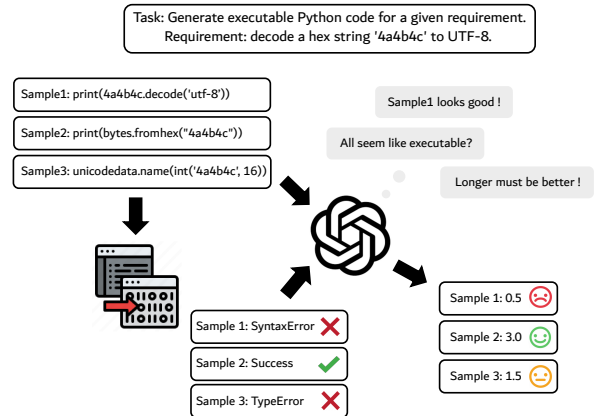 Task: Generate executable Python code for a given requirement.
Requirement: decode a hex string '4a4b4c' to UTF-8.
Sample1: print(4a4b4c.decode('utf-8'))
Sample2: print(bytes.fromhex("4a4b4c"))
Sample3: unicodedata.name(int('4a4b4c', 16))
Sample1 looks good !
All seem like executable?
Longer must be better !
Sample 1: SyntaxError
Sample 2: Success
Sample 3: TypeError
Sample 1: 0.5
Sample 2: 3.0
Sample 3: 1.5